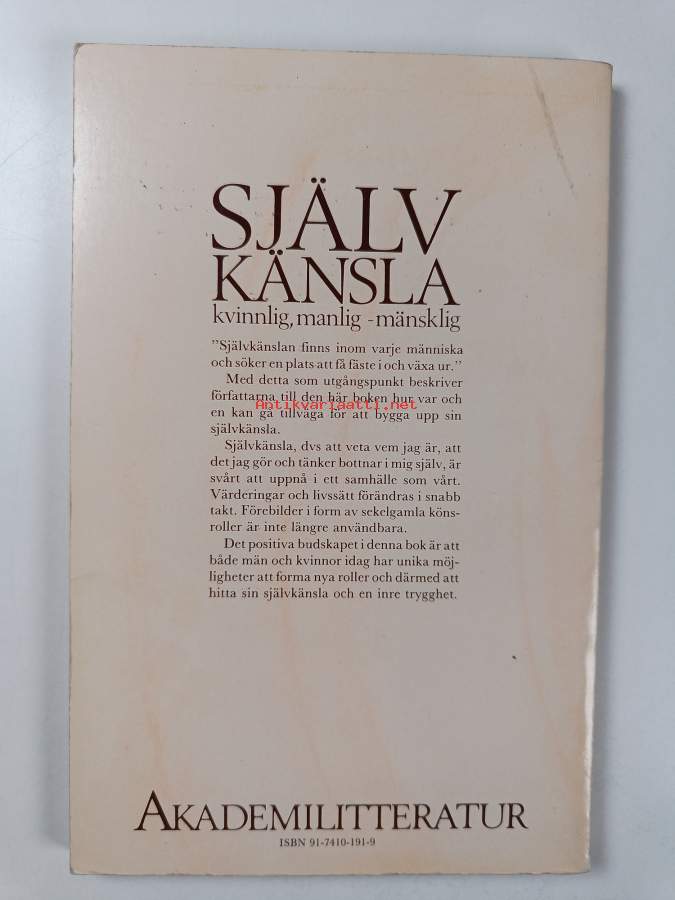 SJÄLV
KÄNSLA
kvinnlig, manlig - mänsklig
"Självkänslan finns inom varje människa
och söker en plats att få fäste i och växa ur."
Med detta som utgångspunkt beskriver
författarna till den här boken hur var och
Antikvariaatti.net
en kan gå tillväga för att bygga upp sin
självkänsla.
Självkänsla, dvs att veta vem jag är, att
det jag gör och tänker bottnar i mig själv, är
svårt att uppnå i ett samhälle som vårt.
Värderingar och livssätt förändras i snabb
takt. Förebilder i form av sekelgamla köns-
roller är inte längre användbara.
Det positiva budskapet i denna bok är att
både män och kvinnor idag har unika möj-
ligheter att forma nya roller och därmed att
hitta sin självkänsla och en inre trygghet.
AKADEMILITTERATUR
ISBN 91-7410-191-9